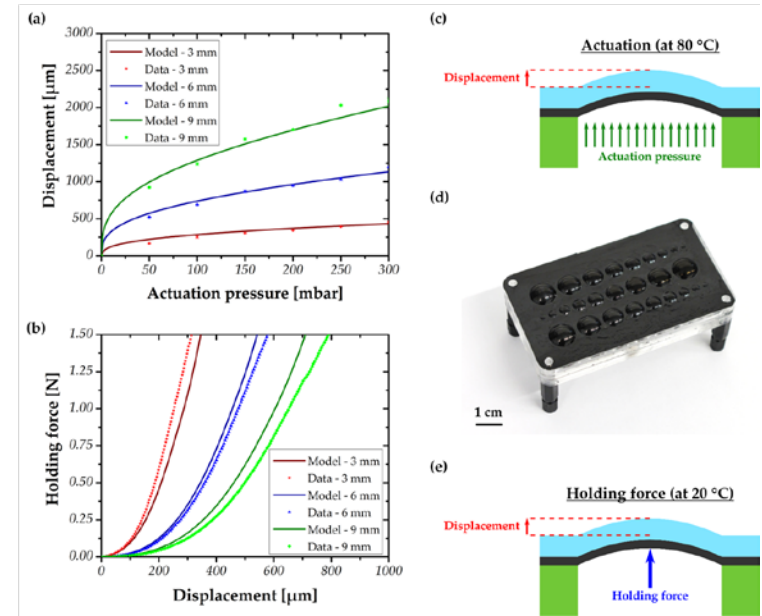 (a)
3000
2500
2000
1500
1000
500
0
Displacement [μm]
Model - 3 mm
Data - 3 mm
Model - 6 mm
Data - 6 mm
Model - 9 mm
Data - 9 mm
0 50 100 150 200 250 300
Actuation pressure [mbar]
(b)
1.50
1.25
1.00
0.75
0.50
0.25
0.00
Holding force [N]
Model - 3 mm
Data - 3 mm
Model - 6 mm
Data - 6 mm
Model - 9 mm
Data - 9 mm
0 200 400 600 800 1000
Displacement [μm]
(c)
Actuation (at 80 °C)
Displacement
Actuation pressure
(d)
1 cm
(e)
Holding force (at 20 °C)
Displacement
Holding force